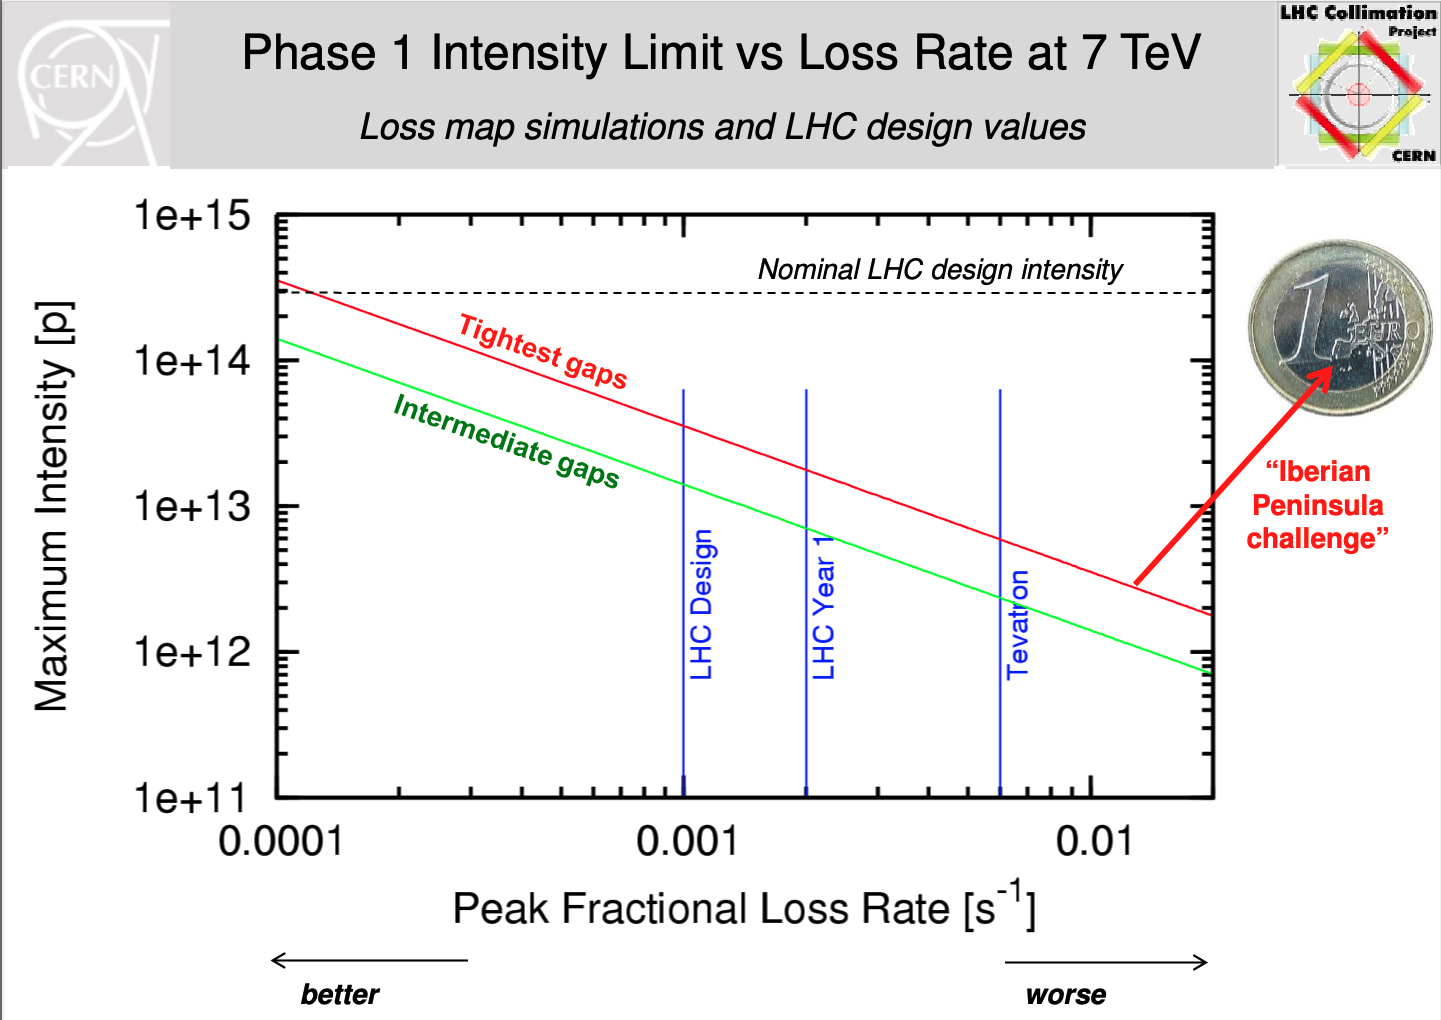 CERN
Phase 1 Intensity Limit vs Loss Rate at 7 TeV
Loss map simulations and LHC design values
LHC Collimation
Project
CERN
1e+15
1e+14
1e+13
1e+12
1e+11
Maximum Intensity [p]
Nominal LHC design intensity
Tightest gaps
Intermediate gaps
LHC Design
LHC Year 1
Tevatron
1
EURO
“Iberian
Peninsula
challenge”
0.0001
0.001
0.01
Peak Fractional Loss Rate [s⁻¹]
better
worse